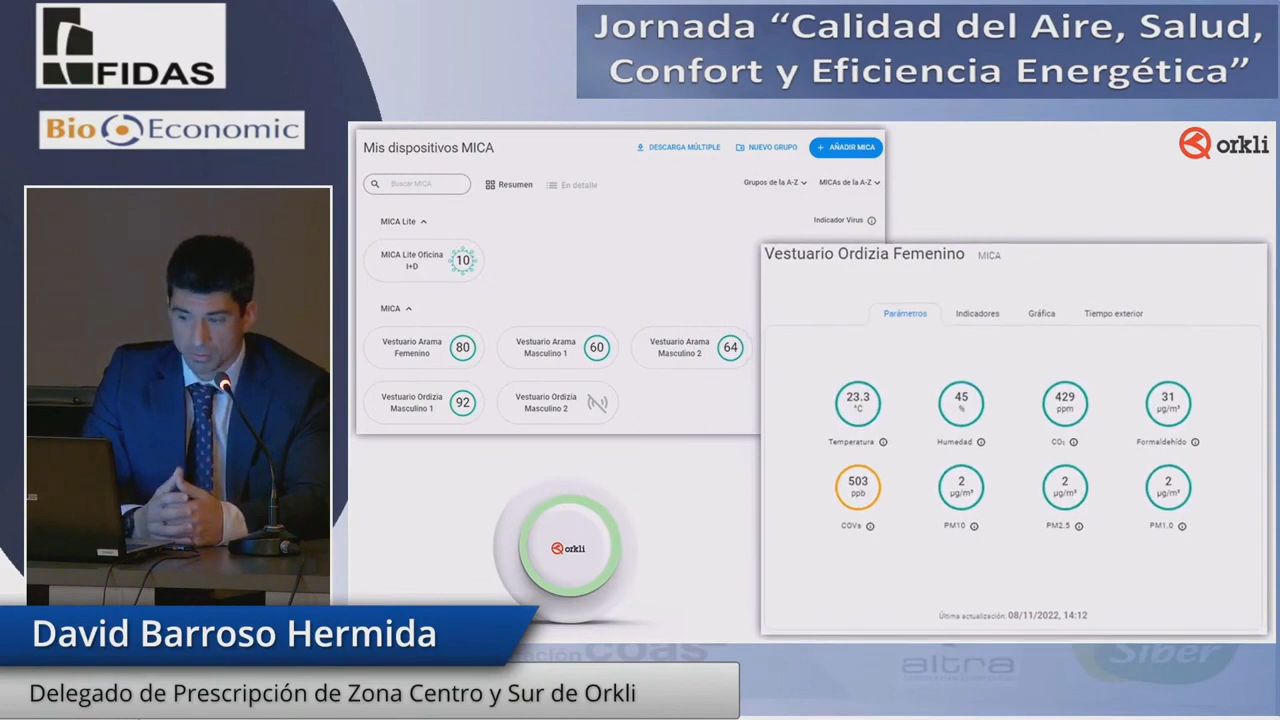 FIDAS
BioEconomic
Jornada “Calidad del Aire, Salud,
Confort y Eficiencia Energética”
orkli
Mis dispositivos MICA
DESCARGA MÚLTIPLE
NUEVO GRUPO
+ AÑADIR MICA
Buscar MICA
Resumen
En detalle
Grupos de la A-Z
MICAs de la A-Z
MICA Lite
Indicador Virus
MICA Lite Oficina
I+D
10
MICA
Vestuario Arama
Femenino
80
Vestuario Arama
Masculino 1
60
Vestuario Arama
Masculino 2
64
Vestuario Ordizia
Masculino 1
92
Vestuario Ordizia
Masculino 2
orkli
Vestuario Ordizia Femenino MICA
Parámetros
Indicadores
Gráfica
Tiempo exterior
23.3
°C
Temperatura
45
%
Humedad
429
ppm
CO₂
31
µg/m³
Formaldehído
503
ppb
COVs
2
µg/m³
PM10
2
µg/m³
PM2.5
2
µg/m³
PM1.0
Última actualización: 08/11/2022, 14:12
David Barroso Hermida
Delegado de Prescripción de Zona Centro y Sur de Orkli
coas
altra
Siber